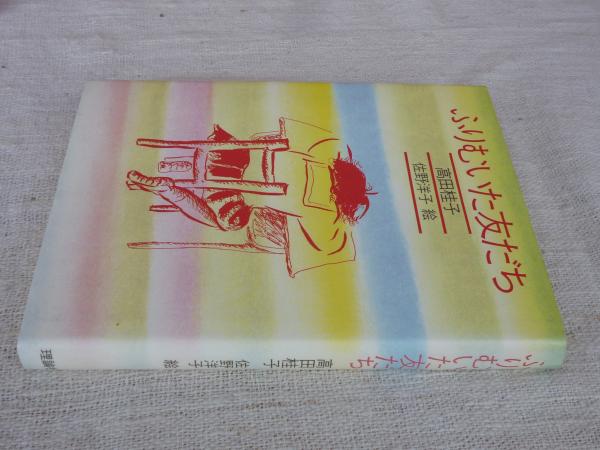 ふりむいた友だち
高田桂子
佐野洋子 絵
ふりむいた友だち
高田桂子
佐野洋子 絵
理論